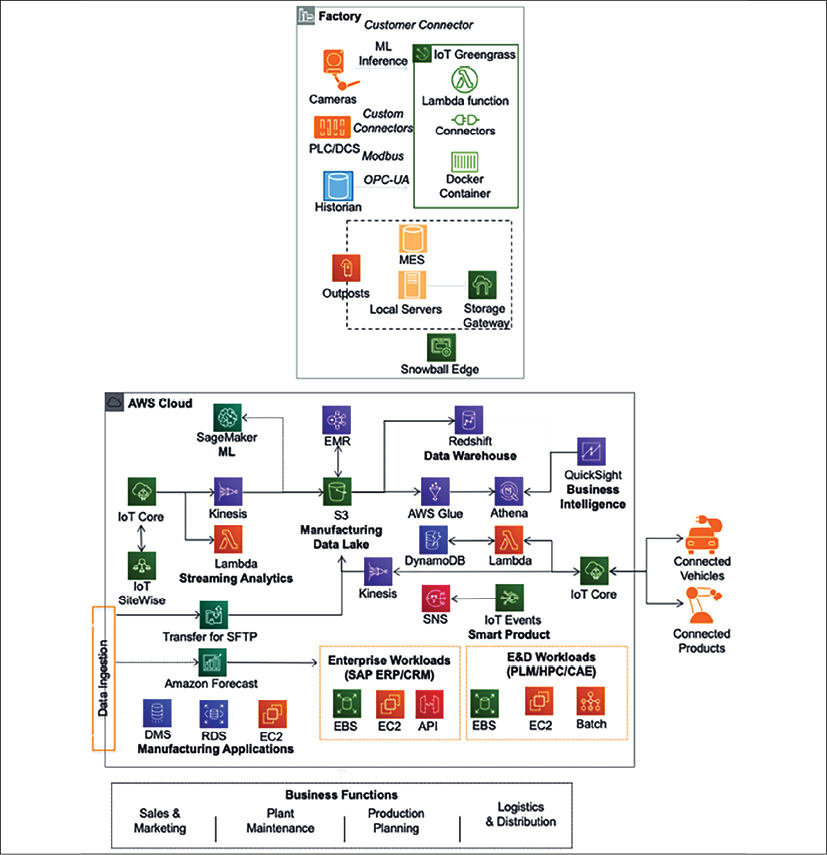 Factory
Customer Connector
ML
Inference
IoT Greengrass
Cameras
Lambda function
Custom
Connectors
Connectors
PLC/DCS
Modbus
Docker
Container
OPC-UA
Historian
MES
Outposts
Local Servers
Storage
Gateway
Snowball Edge
AWS Cloud
SageMaker
ML
EMR
Redshift
Data Warehouse
QuickSight
Business
Intelligence
IoT Core
Kinesis
S3
Manufacturing
Data Lake
AWS Glue
Athena
Lambda
Streaming Analytics
DynamoDB
Lambda
IoT
SiteWise
Kinesis
IoT Core
Connected
Vehicles
SNS
IoT Events
Smart Product
Connected
Products
Data Ingestion
Transfer for SFTP
Amazon Forecast
Enterprise Workloads
(SAP ERP/CRM)
EBS
EC2
API
E&D Workloads
(PLM/HPC/CAE)
EBS
EC2
Batch
DMS
RDS
EC2
Manufacturing Applications
Business Functions
Sales &
Marketing
Plant
Maintenance
Production
Planning
Logistics
& Distribution